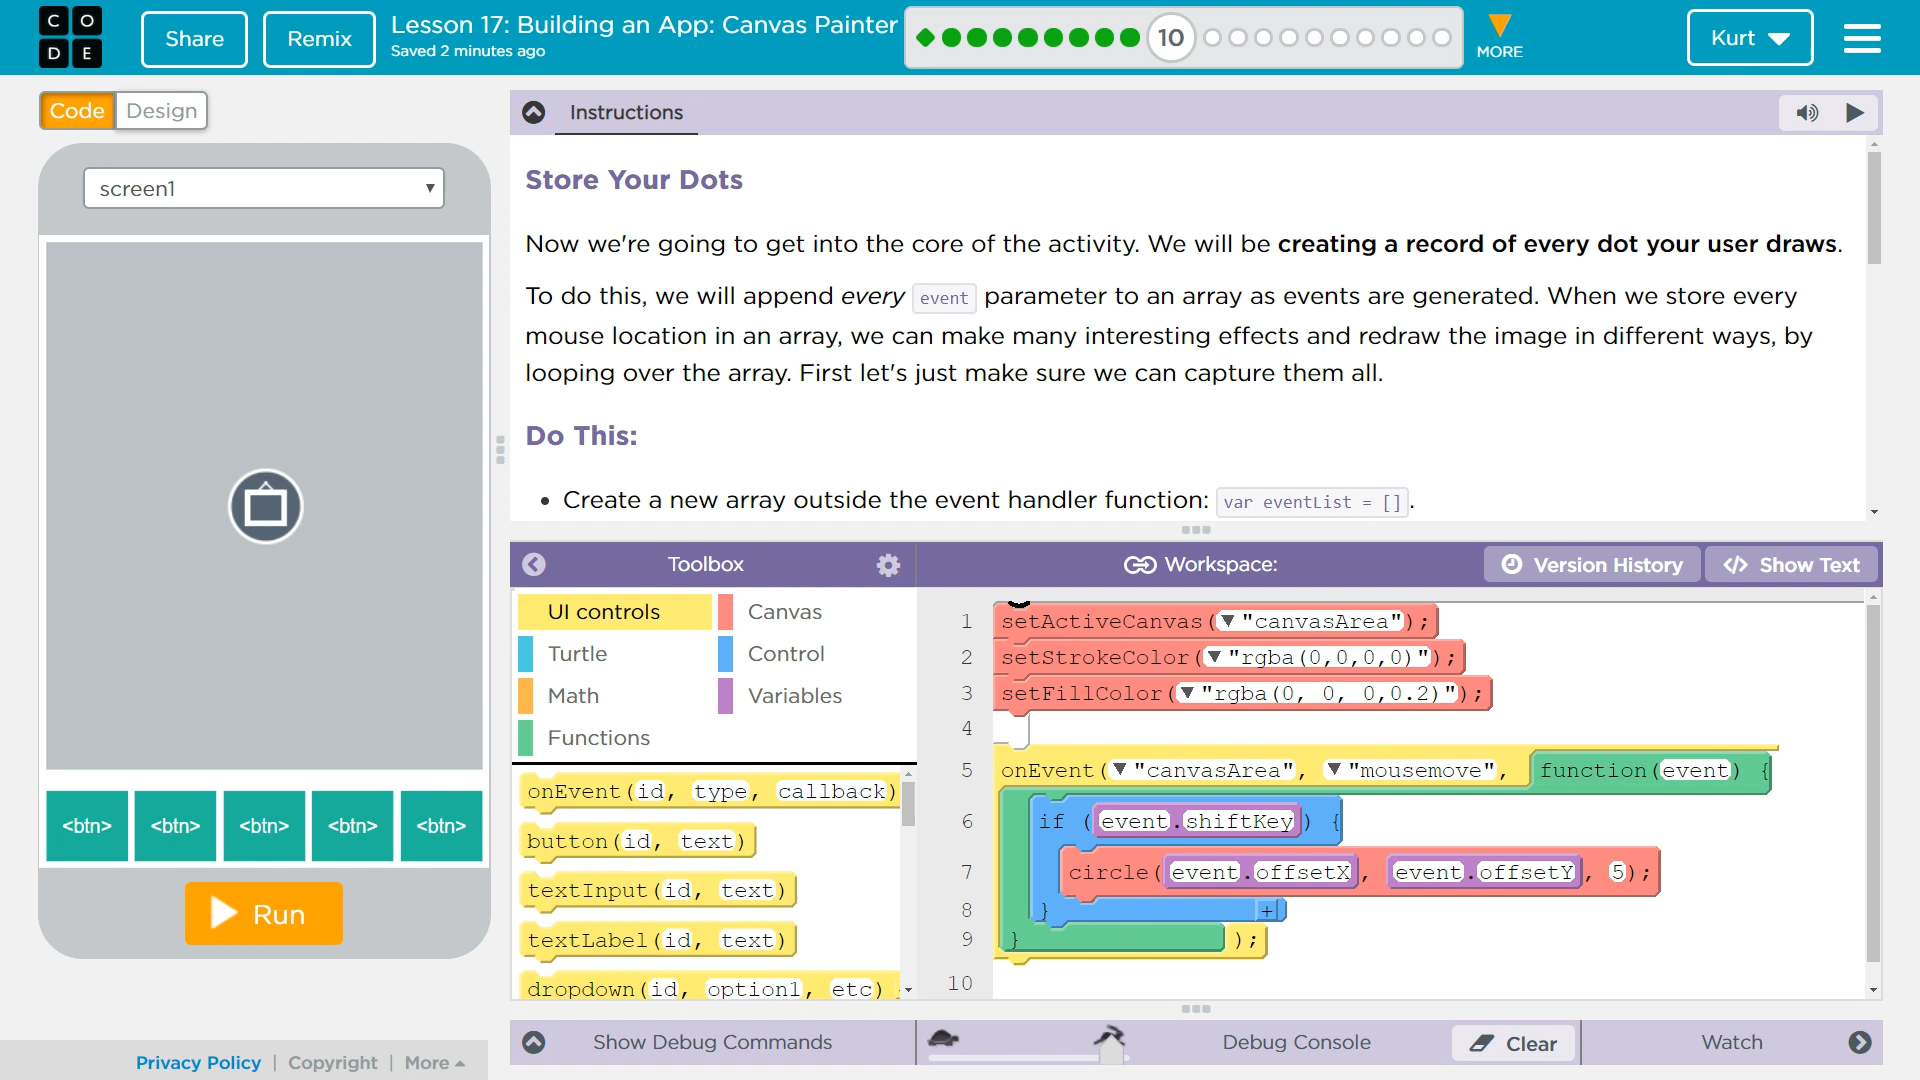 CODE
Share
Remix
Lesson 17: Building an App: Canvas Painter
Saved 2 minutes ago
10
MORE
Kurt
Code
Design
screen1
<btn>
<btn>
<btn>
<btn>
<btn>
Run
Privacy Policy | Copyright | More
Instructions
Store Your Dots
Now we're going to get into the core of the activity. We will be creating a record of every dot your user draws.
To do this, we will append every event parameter to an array as events are generated. When we store every
mouse location in an array, we can make many interesting effects and redraw the image in different ways, by
looping over the array. First let's just make sure we can capture them all.
Do This:
• Create a new array outside the event handler function: var eventList = [].
Toolbox
Workspace:
Version History
</> Show Text
UI controls
Canvas
Turtle
Control
Math
Variables
Functions
onEvent(id, type, callback)
button(id, text)
textInput(id, text)
textLabel(id, text)
dropdown(id, option1, etc)
1 setActiveCanvas("canvasArea");
2 setStrokeColor("rgba(0,0,0,0)");
3 setFillColor("rgba(0, 0, 0,0.2)");
4
5 onEvent("canvasArea", "mousemove", function(event) {
6 if (event.shiftKey) {
7 circle(event.offsetX, event.offsetY, 5);
8 } +
9 } );
10
Show Debug Commands
Debug Console
Clear
Watch